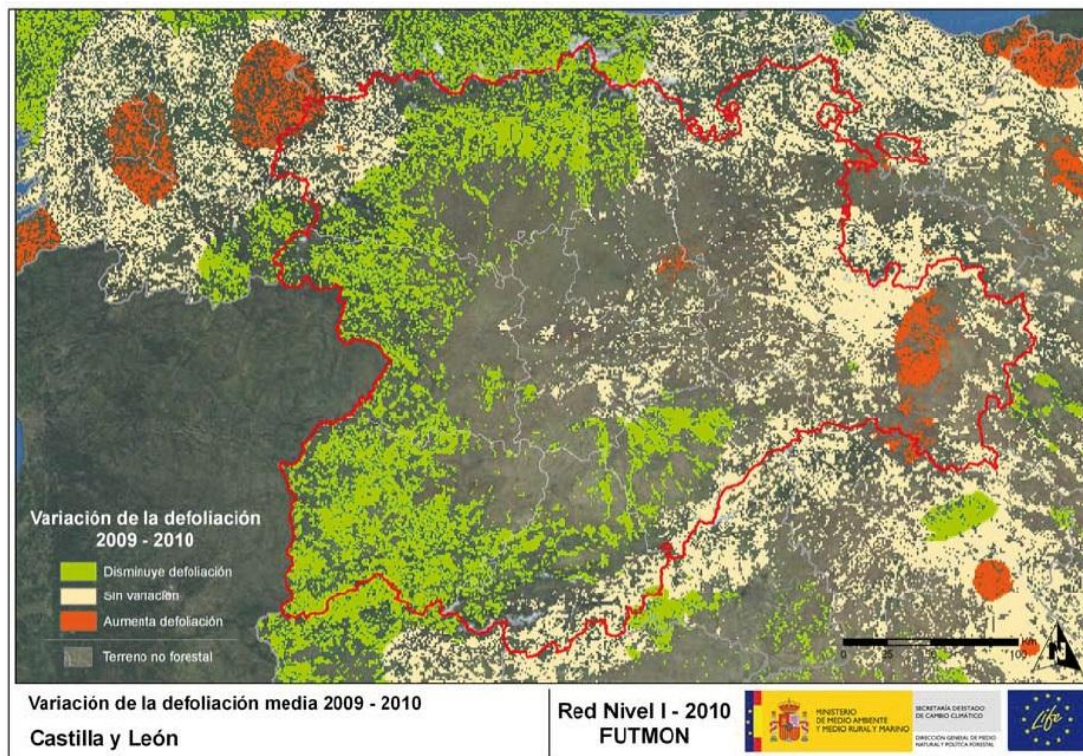 Variación de la defoliación
2009 - 2010
Disminuye defoliación
Sin variación
Aumenta defoliación
Terreno no forestal
Km
0 25 50 100
N
Variación de la defoliación media 2009 - 2010
Castilla y León
Red Nivel I - 2010
FUTMON
MINISTERIO
DE MEDIO AMBIENTE
Y MEDIO RURAL Y MARINO
SECRETARÍA DE ESTADO
DE CAMBIO CLIMÁTICO
DIRECCIÓN GENERAL DE MEDIO
NATURAL Y POLÍTICA FORESTAL
Life